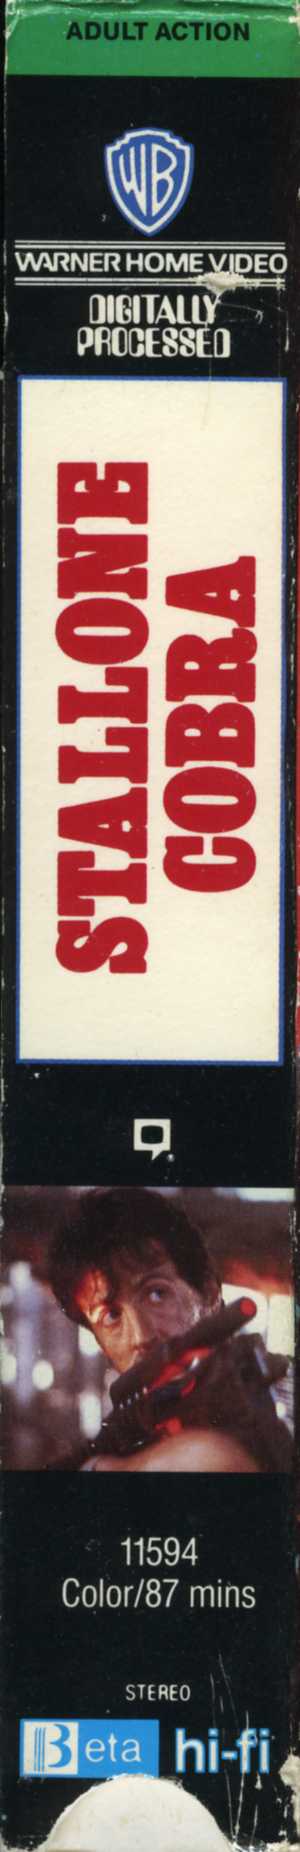 ADULT ACTION
WB
WARNER HOME VIDEO
DIGITALLY
PROCESSED
STALLONE
COBRA
11594
Color/87 mins
STEREO
Beta hi-fi